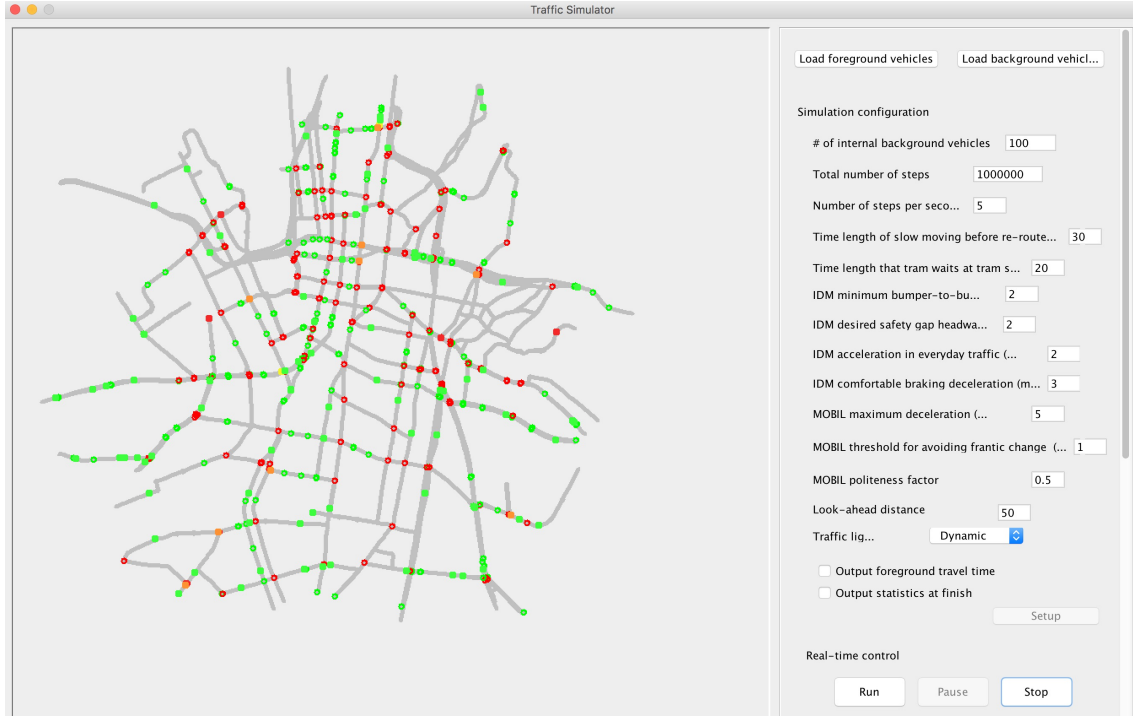 Traffic Simulator
Load foreground vehicles
Load background vehicl...
Simulation configuration
# of internal background vehicles 100
Total number of steps 1000000
Number of steps per seco... 5
Time length of slow moving before re-route... 30
Time length that tram waits at tram s... 20
IDM minimum bumper-to-bu... 2
IDM desired safety gap headwa... 2
IDM acceleration in everyday traffic (... 2
IDM comfortable braking deceleration (m... 3
MOBIL maximum deceleration (... 5
MOBIL threshold for avoiding frantic change (... 1
MOBIL politeness factor 0.5
Look-ahead distance 50
Traffic lig... Dynamic
Output foreground travel time
Output statistics at finish
Setup
Real-time control
Run Pause Stop